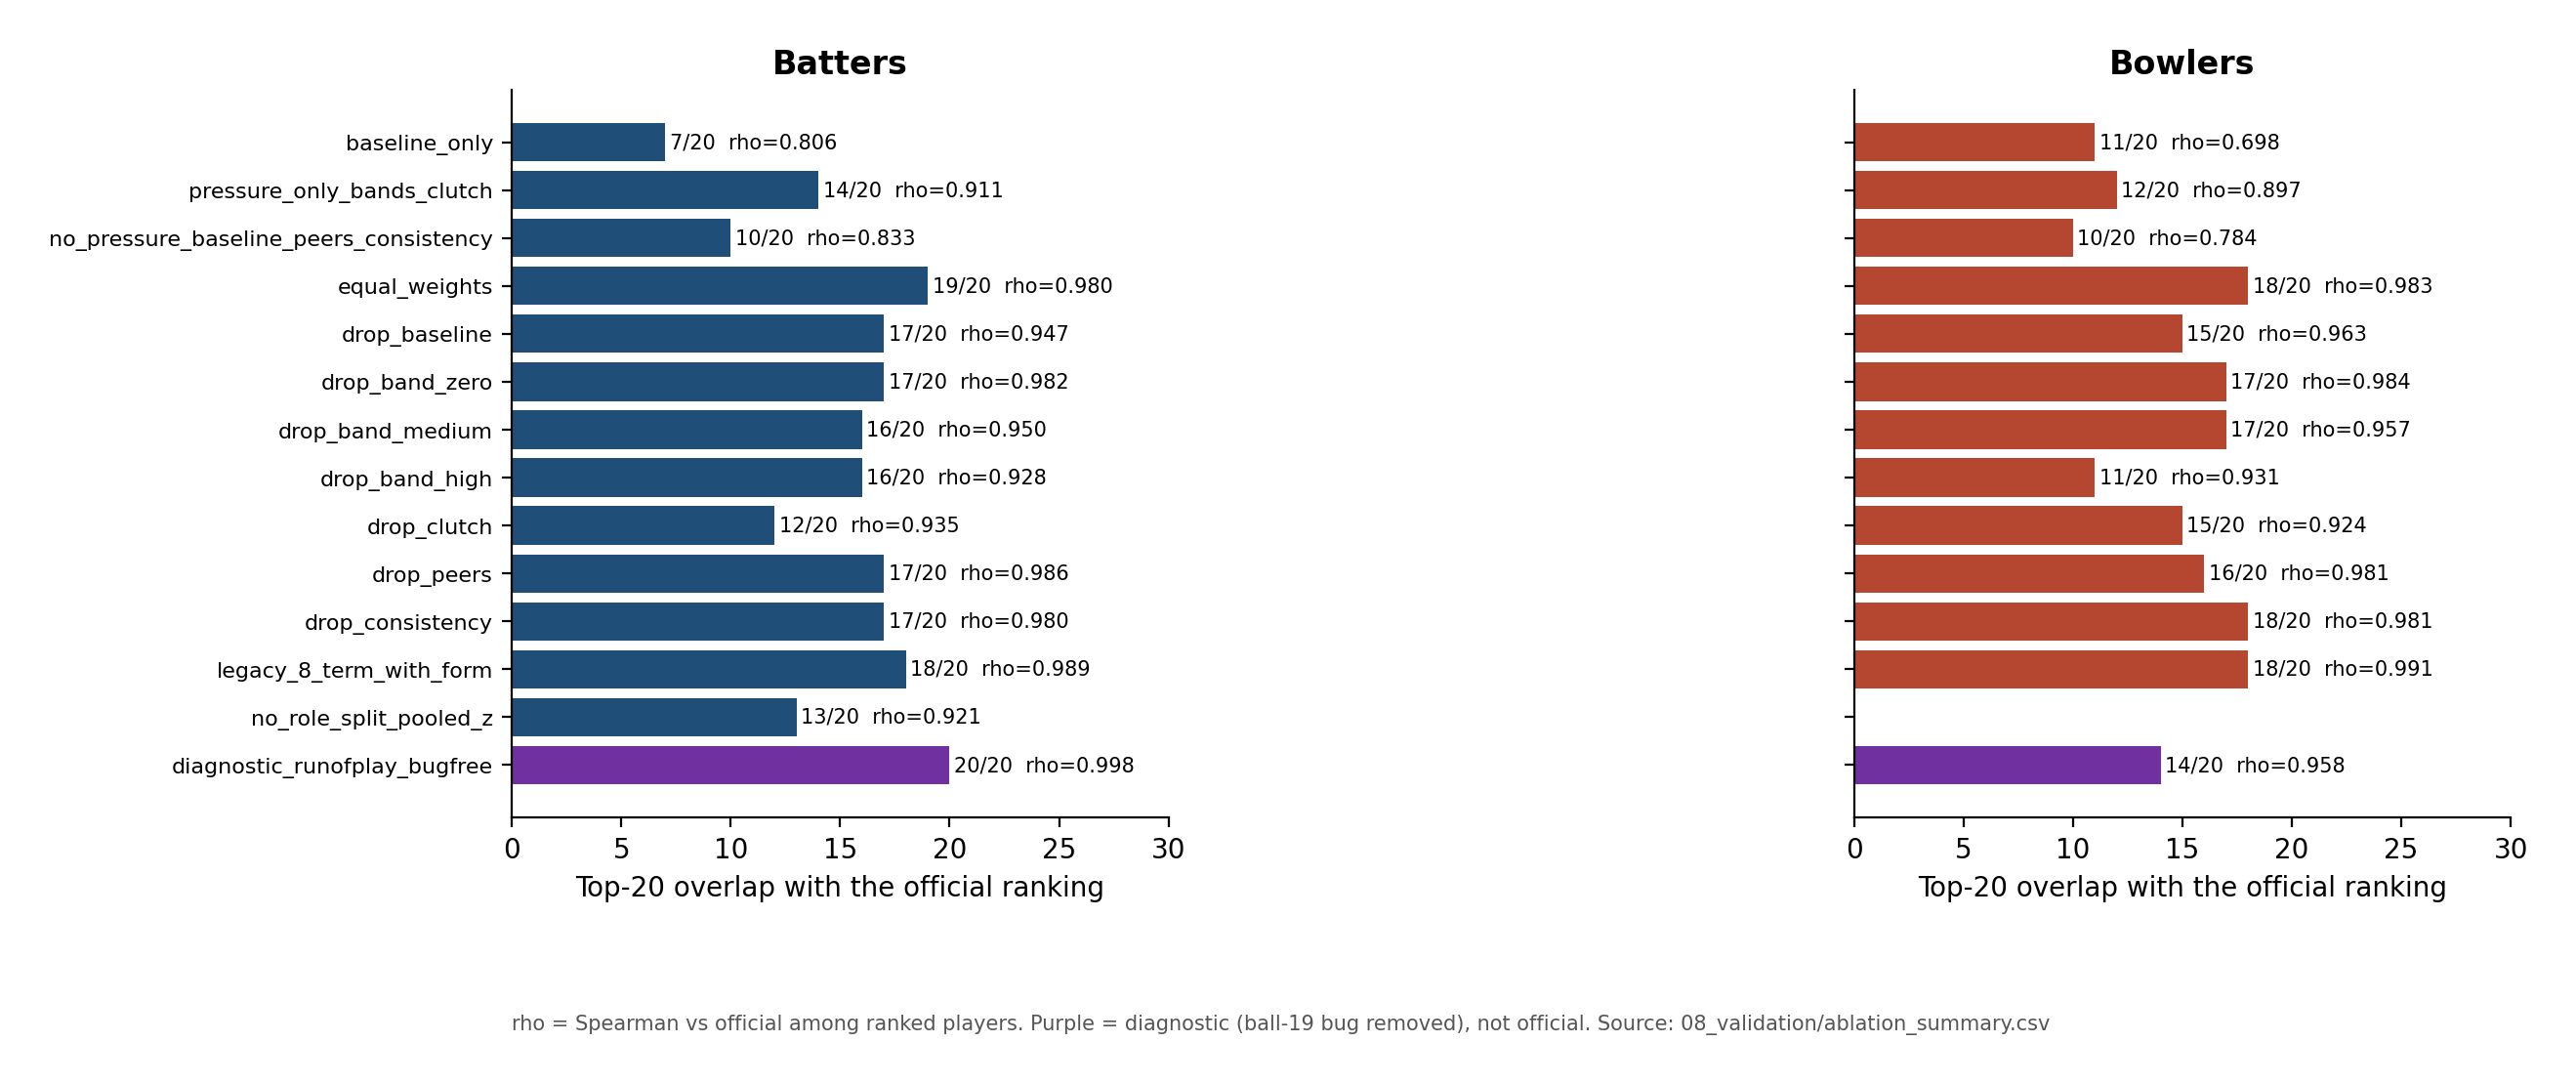 Batters
Bowlers
baseline_only 7/20 rho=0.806 11/20 rho=0.698
pressure_only_bands_clutch 14/20 rho=0.911 12/20 rho=0.897
no_pressure_baseline_peers_consistency 10/20 rho=0.833 10/20 rho=0.784
equal_weights 19/20 rho=0.980 18/20 rho=0.983
drop_baseline 17/20 rho=0.947 15/20 rho=0.963
drop_band_zero 17/20 rho=0.982 17/20 rho=0.984
drop_band_medium 16/20 rho=0.950 17/20 rho=0.957
drop_band_high 16/20 rho=0.928 11/20 rho=0.931
drop_clutch 12/20 rho=0.935 15/20 rho=0.924
drop_peers 17/20 rho=0.986 16/20 rho=0.981
drop_consistency 17/20 rho=0.980 18/20 rho=0.981
legacy_8_term_with_form 18/20 rho=0.989 18/20 rho=0.991
no_role_split_pooled_z 13/20 rho=0.921
diagnostic_runofplay_bugfree 20/20 rho=0.998 14/20 rho=0.958
0 5 10 15 20 25 30
0 5 10 15 20 25 30
Top-20 overlap with the official ranking
Top-20 overlap with the official ranking
rho = Spearman vs official among ranked players. Purple = diagnostic (ball-19 bug removed), not official. Source: 08_validation/ablation_summary.csv